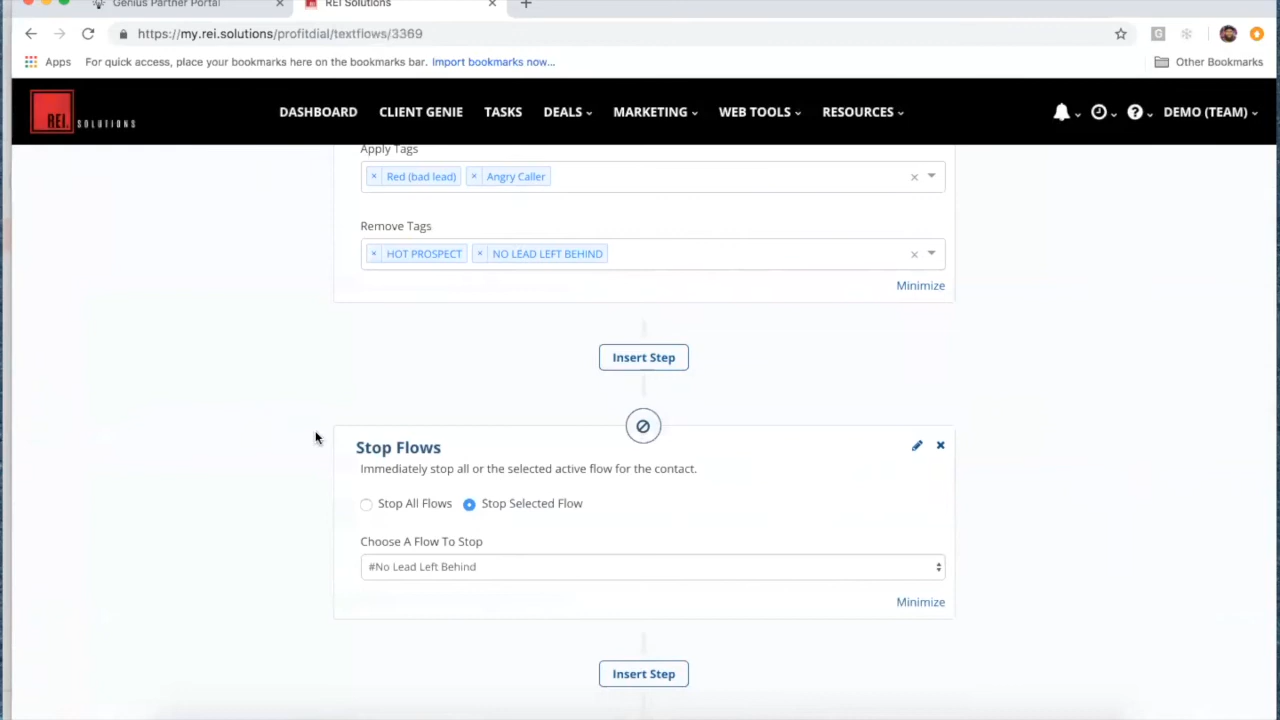 Genius Partner Portal
REI Solutions
https://my.rei.solutions/profitdial/textflows/3369
Apps For quick access, place your bookmarks here on the bookmarks bar. Import bookmarks now... Other Bookmarks
REI. SOLUTIONS DASHBOARD CLIENT GENIE TASKS DEALS MARKETING WEB TOOLS RESOURCES DEMO (TEAM)
Apply Tags
× Red (bad lead) × Angry Caller
Remove Tags
× HOT PROSPECT × NO LEAD LEFT BEHIND
Minimize
Insert Step
Stop Flows
Immediately stop all or the selected active flow for the contact.
Stop All Flows Stop Selected Flow
Choose A Flow To Stop
#No Lead Left Behind
Minimize
Insert Step